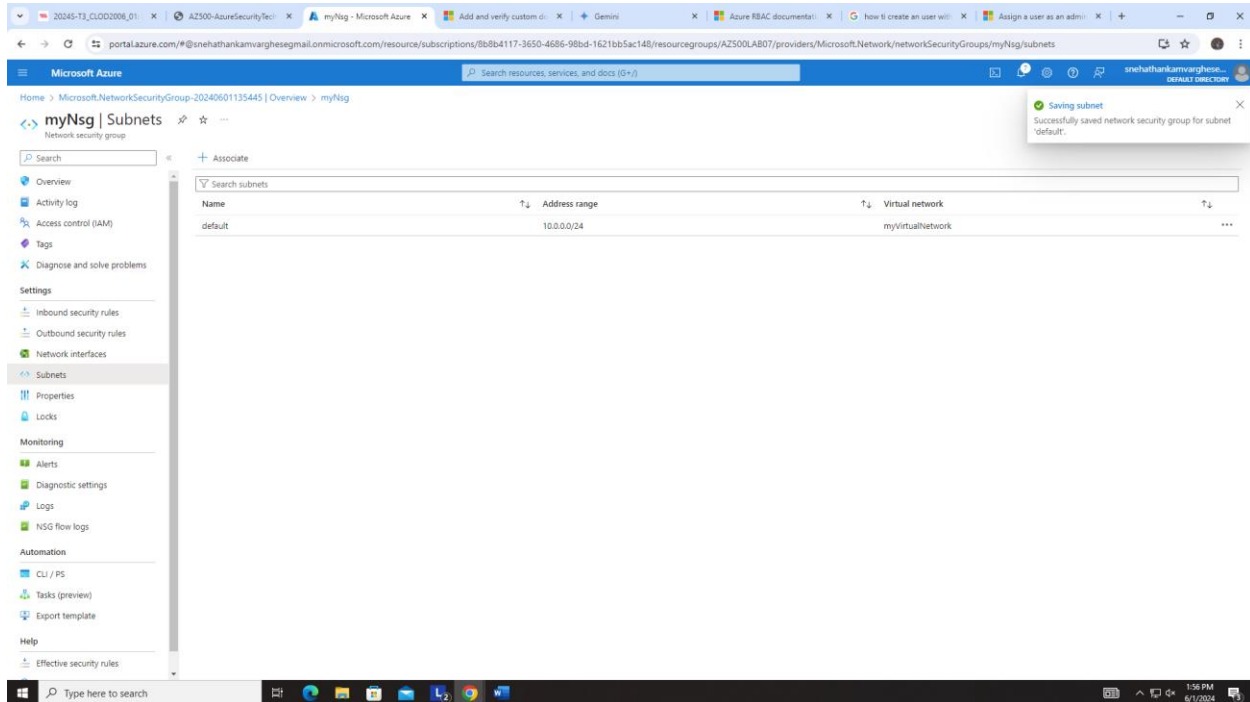 20245-T3_CLOD2006_01
AZ500-AzureSecurityTech
myNsg - Microsoft Azure
Add and verify custom do
Gemini
Azure RBAC documentati
how ti create an user with
Assign a user as an admin
portal.azure.com/#@snehathankamvarghesegmail.onmicrosoft.com/resource/subscriptions/8b8b4117-3650-4686-98bd-1621bb5ac148/resourcegroups/AZ500LAB07/providers/Microsoft.Network/networkSecurityGroups/myNsg/subnets
Microsoft Azure
Search resources, services, and docs (G+/)
snehathankamvarghese...
DEFAULT DIRECTORY
Home > Microsoft.NetworkSecurityGroup-20240601135445 | Overview > myNsg
myNsg | Subnets
Network security group
Saving subnet
Successfully saved network security group for subnet
'default'.
Search
Associate
Overview
Activity log
Access control (IAM)
Tags
Diagnose and solve problems
Settings
Inbound security rules
Outbound security rules
Network interfaces
Subnets
Properties
Locks
Monitoring
Alerts
Diagnostic settings
Logs
NSG flow logs
Automation
CLI / PS
Tasks (preview)
Export template
Help
Effective security rules
Search subnets
Name Address range Virtual network
default 10.0.0.0/24 myVirtualNetwork
Type here to search
1:56 PM
6/1/2024